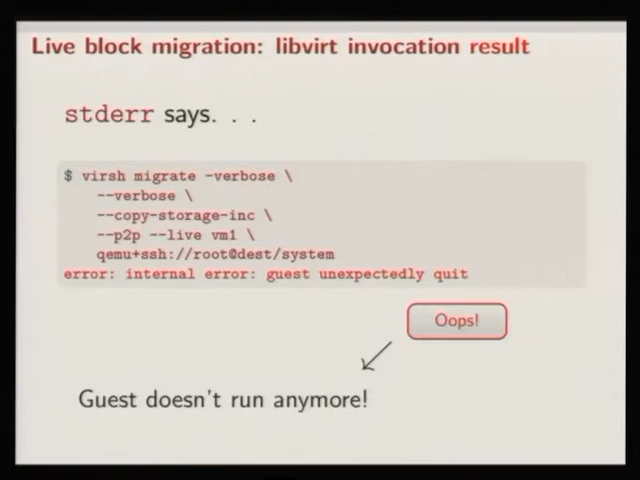 Live block migration: libvirt invocation result
stderr says. . .
$ virsh migrate -verbose \
--verbose \
--copy-storage-inc \
--p2p --live vm1 \
qemu+ssh://root@dest/system
error: internal error: guest unexpectedly quit
Oops!
Guest doesn't run anymore!